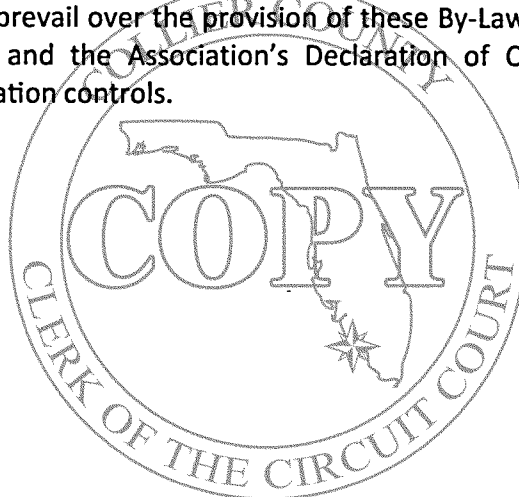 prevail over the provision of these By-Law
and the Association's Declaration of C
ation controls.
COLLIER COUNTY
COPY
CLERK OF THE CIRCUIT COURT